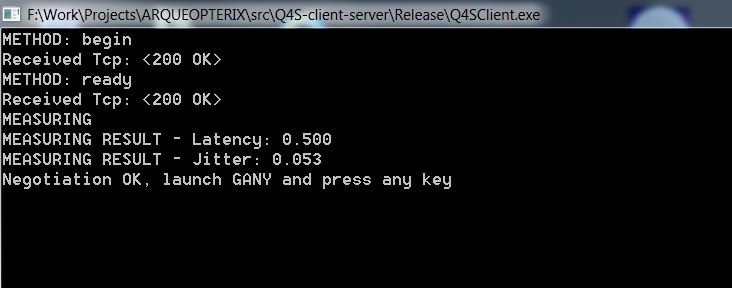 F:\Work\Projects\ARQUEOPTERIX\src\Q4S-client-server\Release\Q4SClient.exe
METHOD: begin
Received Tcp: <200 OK>
METHOD: ready
Received Tcp: <200 OK>
MEASURING
MEASURING RESULT - Latency: 0.500
MEASURING RESULT - Jitter: 0.053
Negotiation OK, launch GANY and press any key